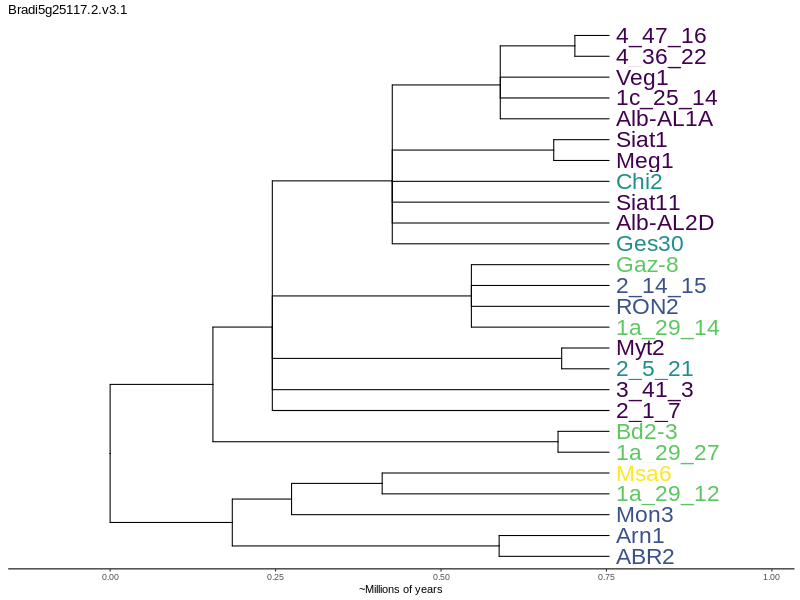 Bradi5g25117.2.v3.1
4_47_16
4_36_22
Veg1
1c_25_14
Alb-AL1A
Siat1
Meg1
Chi2
Siat11
Alb-AL2D
Ges30
Gaz-8
2_14_15
RON2
1a_29_14
Myt2
2_5_21
3_41_3
2_1_7
Bd2-3
1a_29_27
Msa6
1a_29_12
Mon3
Arn1
ABR2
0.00 0.25 0.50 0.75 1.00
~Millions of years